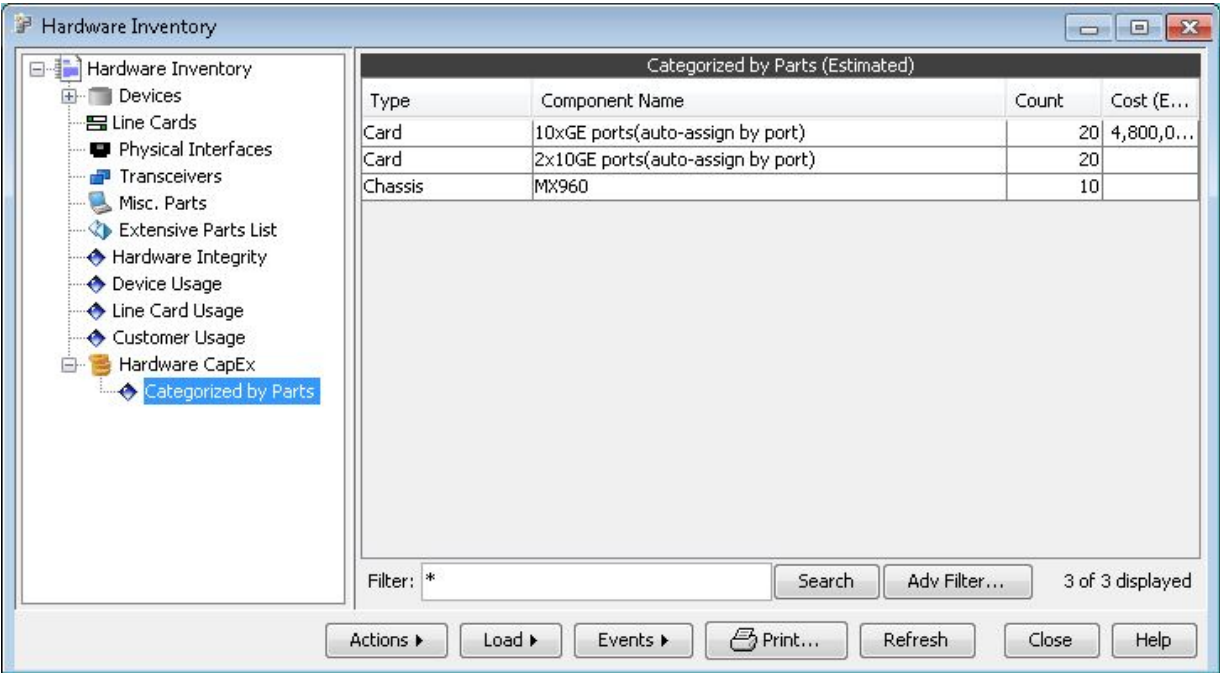 Hardware Inventory
Hardware Inventory
Devices
Line Cards
Physical Interfaces
Transceivers
Misc. Parts
Extensive Parts List
Hardware Integrity
Device Usage
Line Card Usage
Customer Usage
Hardware CapEx
Categorized by Parts
Categorized by Parts (Estimated)
Type Component Name Count Cost (E...
Card 10xGE ports(auto-assign by port) 20 4,800,0...
Card 2x10GE ports(auto-assign by port) 20
Chassis MX960 10
Filter: * Search Adv Filter... 3 of 3 displayed
Actions Load Events Print... Refresh Close Help